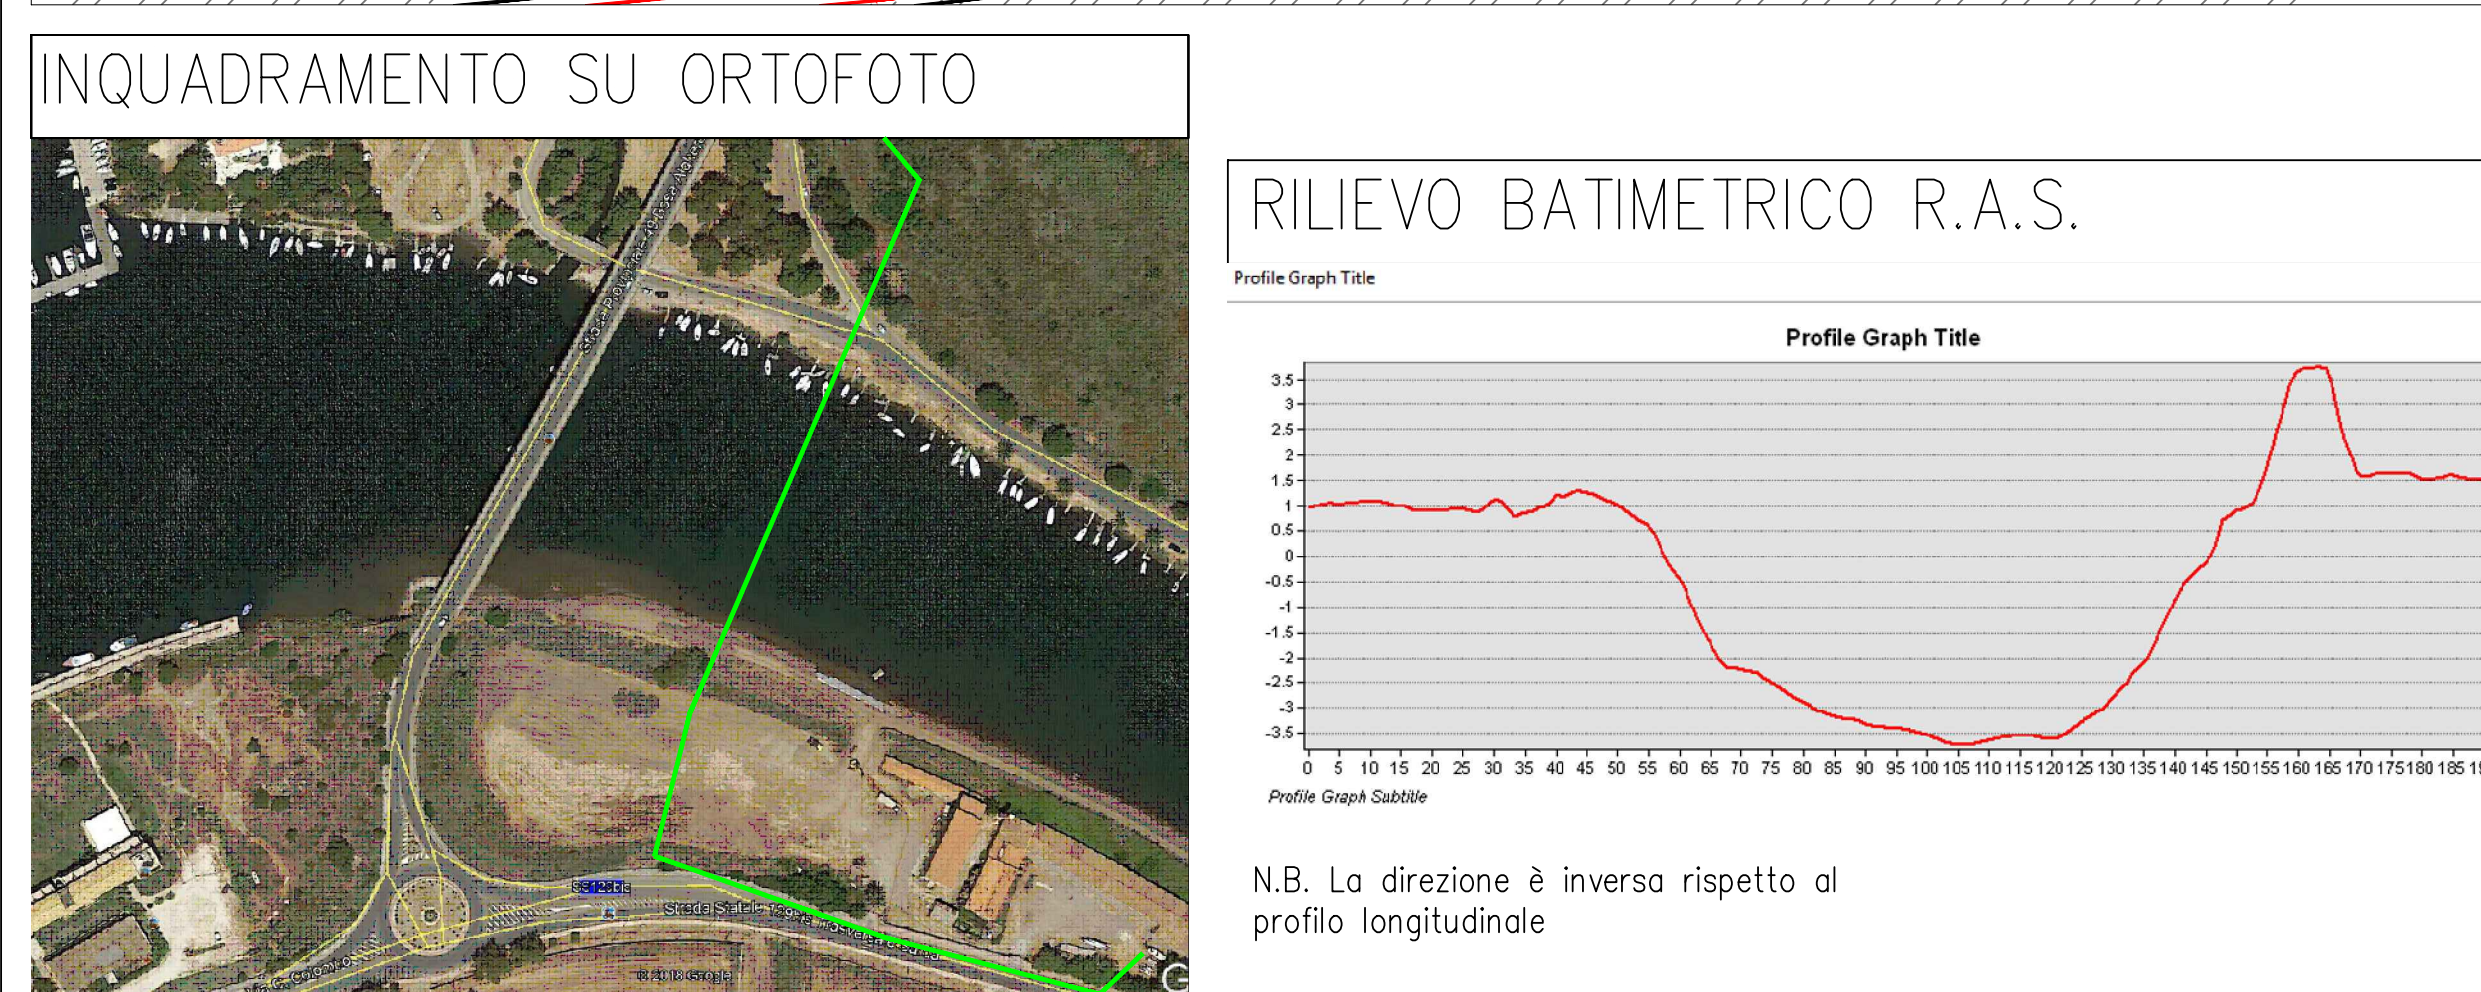 INQUADRAMENTO SU ORTOFOTO
SS129bis
© 2018 Google
G
RILIEVO BATIMETRICO R.A.S.
Profile Graph Title
Profile Graph Title
3.5
3
2.5
2
1.5
1
0.5
0
-0.5
-1
-1.5
-2
-2.5
-3
-3.5
0 5 10 15 20 25 30 35 40 45 50 55 60 65 70 75 80 85 90 95 100 105 110 115 120 125 130 135 140 145 150 155 160 165 170 175 180 185
Profile Graph Subtitle
N.B. La direzione è inversa rispetto al
profilo longitudinale